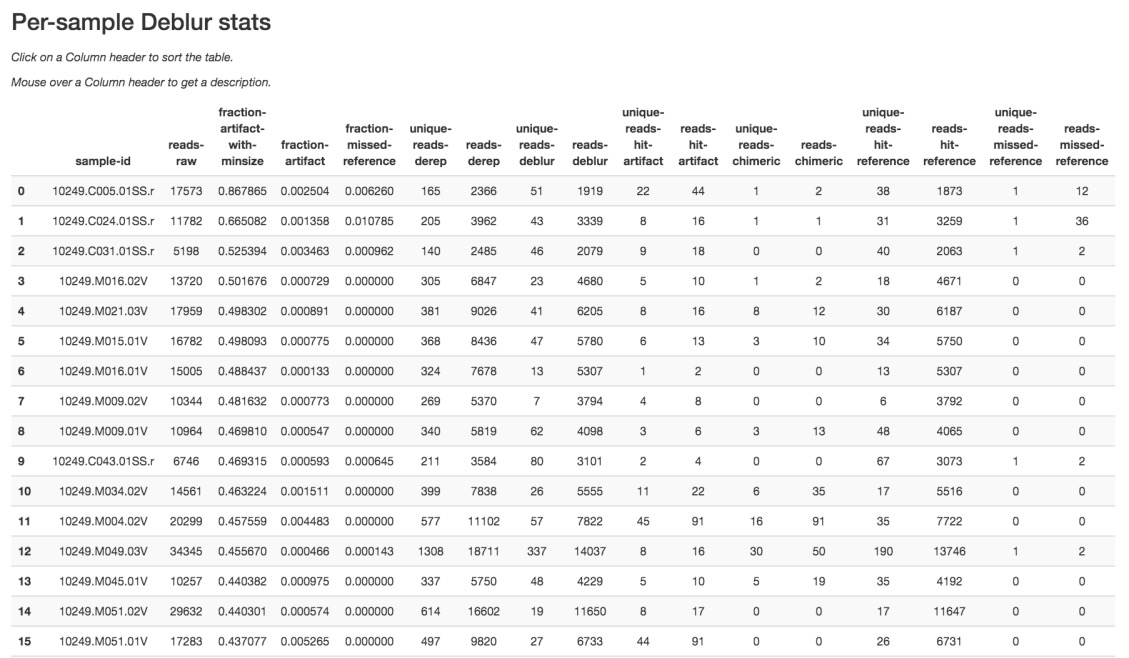 Per-sample Deblur stats
Click on a Column header to sort the table.
Mouse over a Column header to get a description.
sample-id reads-raw fraction-artifact-with-minsize fraction-artifact fraction-missed-reference unique-reads-derep reads-derep unique-reads-deblur reads-deblur unique-reads-hit-artifact reads-hit-artifact unique-reads-chimeric reads-chimeric unique-reads-hit-reference reads-hit-reference unique-reads-missed-reference reads-missed-reference
0 10249.C005.01SS.r 17573 0.867865 0.002504 0.006260 165 2366 51 1919 22 44 1 2 38 1873 1 12
1 10249.C024.01SS.r 11782 0.665082 0.001358 0.010785 205 3962 43 3339 8 16 1 1 31 3259 1 36
2 10249.C031.01SS.r 5198 0.525394 0.003463 0.000962 140 2485 46 2079 9 18 0 0 40 2063 1 2
3 10249.M016.02V 13720 0.501676 0.000729 0.000000 305 6847 23 4680 5 10 1 2 18 4671 0 0
4 10249.M021.03V 17959 0.498302 0.000891 0.000000 381 9026 41 6205 8 16 8 12 30 6187 0 0
5 10249.M015.01V 16782 0.498093 0.000775 0.000000 368 8436 47 5780 6 13 3 10 34 5750 0 0
6 10249.M016.01V 15005 0.488437 0.000133 0.000000 324 7678 13 5307 1 2 0 0 13 5307 0 0
7 10249.M009.02V 10344 0.481632 0.000773 0.000000 269 5370 7 3794 4 8 0 0 6 3792 0 0
8 10249.M009.01V 10964 0.469810 0.000547 0.000000 340 5819 62 4098 3 6 3 13 48 4065 0 0
9 10249.C043.01SS.r 6746 0.469315 0.000593 0.000645 211 3584 80 3101 2 4 0 0 67 3073 1 2
10 10249.M034.02V 14561 0.463224 0.001511 0.000000 399 7838 26 5555 11 22 6 35 17 5516 0 0
11 10249.M004.02V 20299 0.457559 0.004483 0.000000 577 11102 57 7822 45 91 16 91 35 7722 0 0
12 10249.M049.03V 34345 0.455670 0.000466 0.000143 1308 18711 337 14037 8 16 30 50 190 13746 1 2
13 10249.M045.01V 10257 0.440382 0.000975 0.000000 337 5750 48 4229 5 10 5 19 35 4192 0 0
14 10249.M051.02V 29632 0.440301 0.000574 0.000000 614 16602 19 11650 8 17 0 0 17 11647 0 0
15 10249.M051.01V 17283 0.437077 0.005265 0.000000 497 9820 27 6733 44 91 0 0 26 6731 0 0